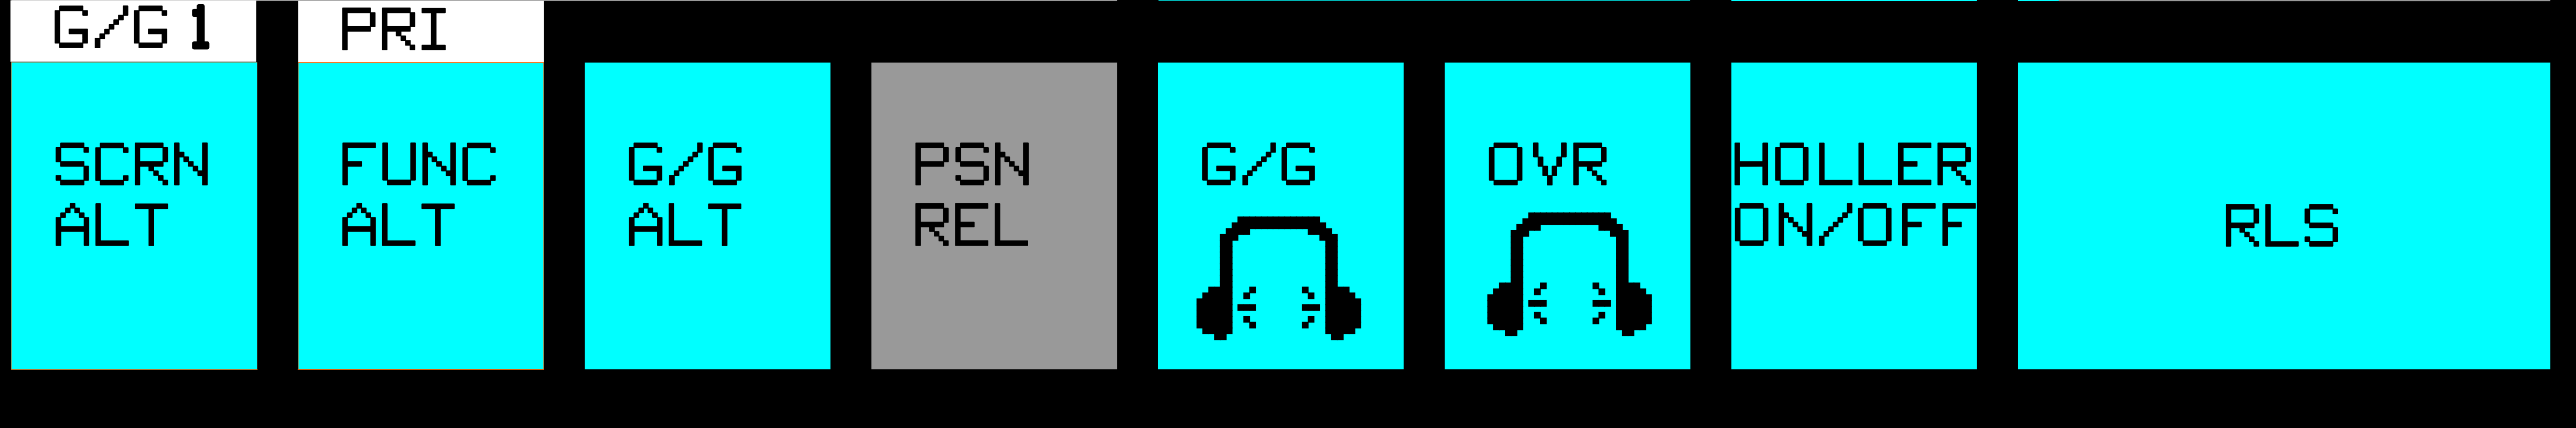 G/G 1
PRI
SCRN
ALT
FUNC
ALT
G/G
ALT
PSN
REL
G/G
OVR
HOLLER
ON/OFF
RLS